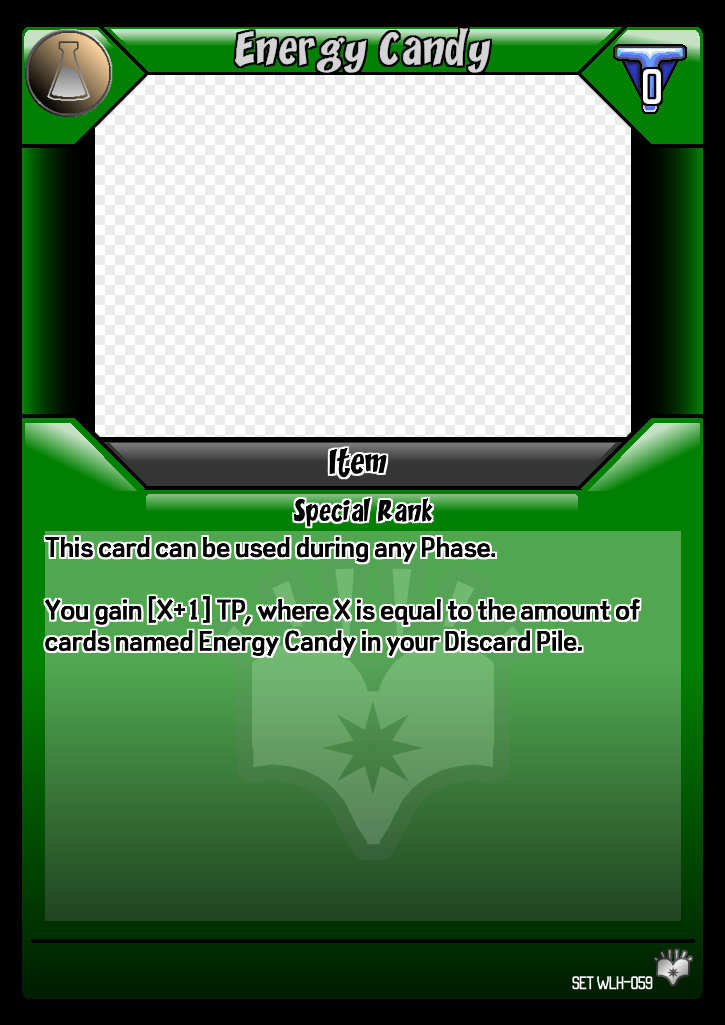 Energy Candy
0
Item
Special Rank
This card can be used during any Phase.
You gain [X+1] TP, where X is equal to the amount of
cards named Energy Candy in your Discard Pile.
SET WLH-059